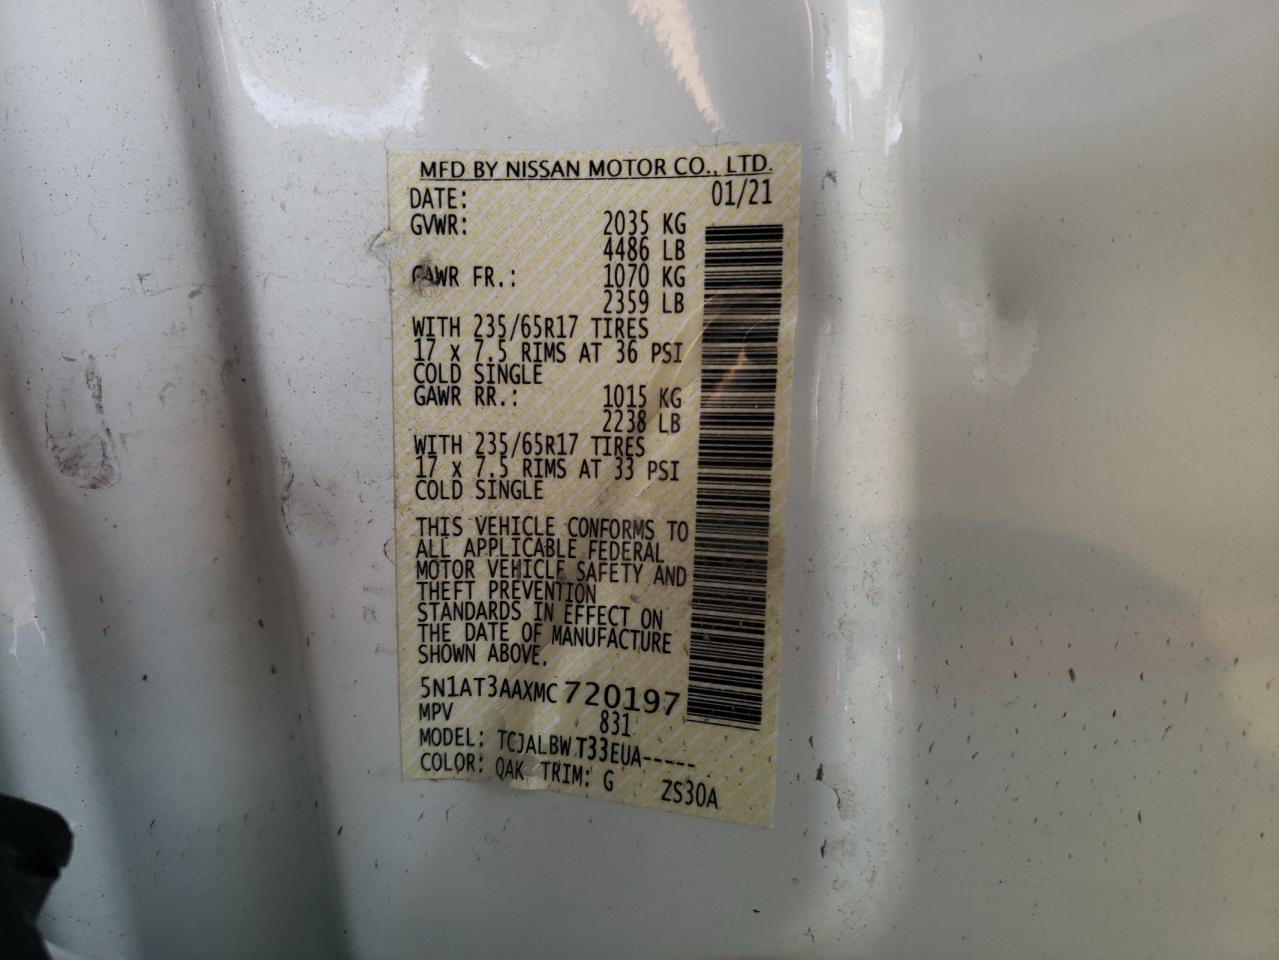 MFD BY NISSAN MOTOR CO., LTD.
DATE: 01/21
GVWR: 2035 KG
4486 LB
GAWR FR.: 1070 KG
2359 LB
WITH 235/65R17 TIRES
17 x 7.5 RIMS AT 36 PSI
COLD SINGLE
GAWR RR.: 1015 KG
2238 LB
WITH 235/65R17 TIRES
17 x 7.5 RIMS AT 33 PSI
COLD SINGLE
THIS VEHICLE CONFORMS TO
ALL APPLICABLE FEDERAL
MOTOR VEHICLE SAFETY AND
THEFT PREVENTION
STANDARDS IN EFFECT ON
THE DATE OF MANUFACTURE
SHOWN ABOVE.
5N1AT3AAXMC720197
MPV 831
MODEL: TCJALBWT33EUA-----
COLOR: QAK TRIM: G ZS30A